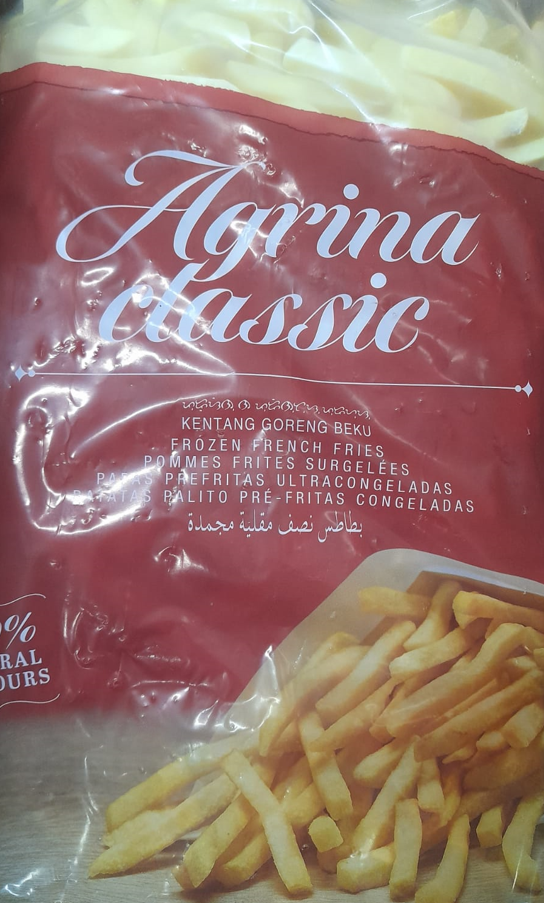 Agrina
classic
KENTANG GORENG BEKU
FROZEN FRENCH FRIES
POMMES FRITES SURGELÉES
PATAS PREFRITAS ULTRACONGELADAS
BATATAS PALITO PRÉ-FRITAS CONGELADAS
بطاطس نصف مقلية مجمدة